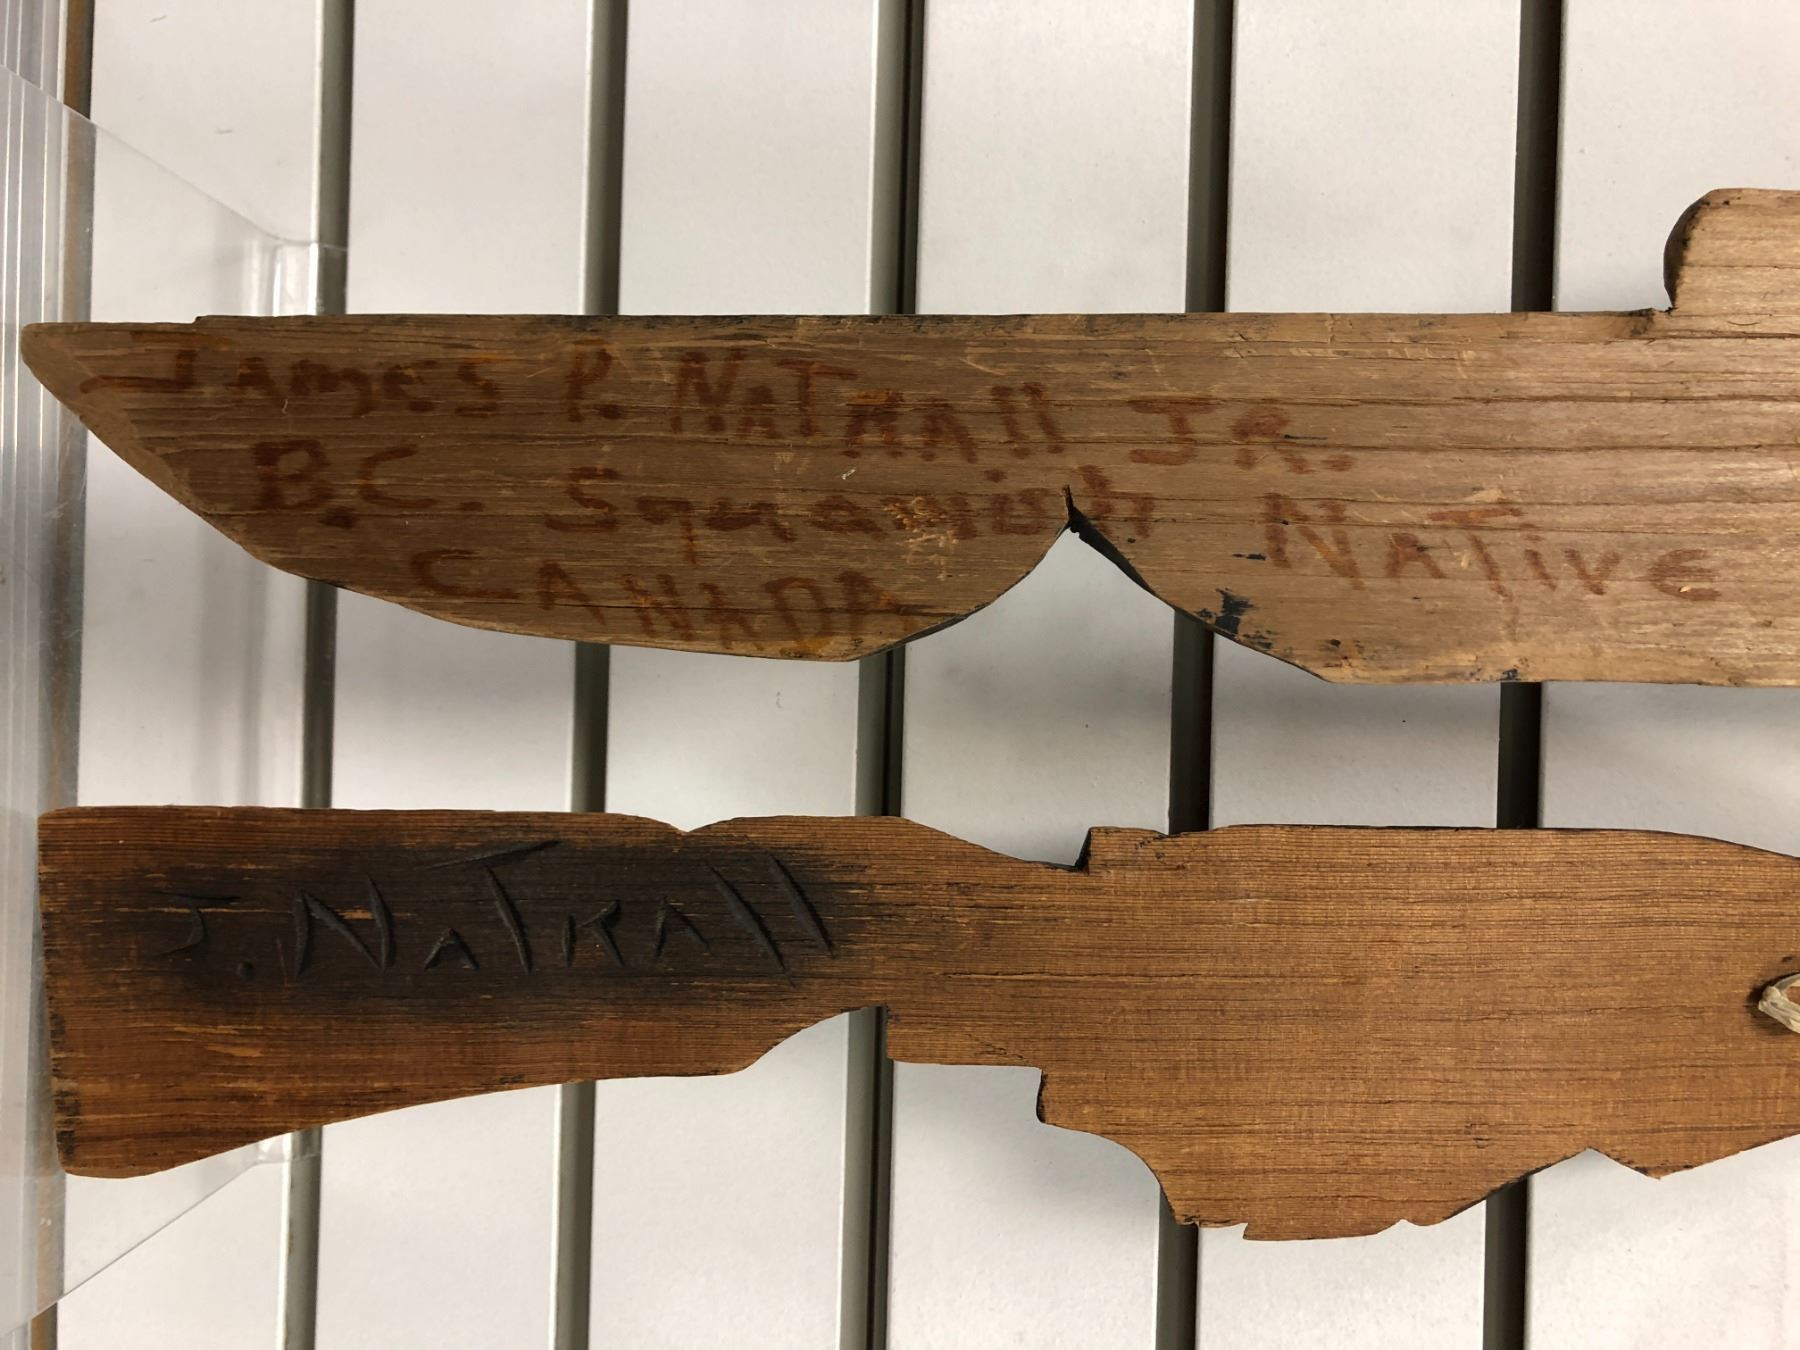 James P. NaTRAll JR.
B.C. Squamish NATivE
CANADA
J. NaTRAll